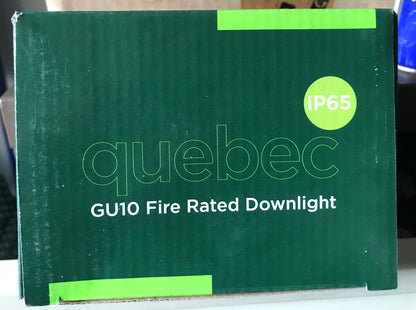 IP65
quebec
GU10 Fire Rated Downlight